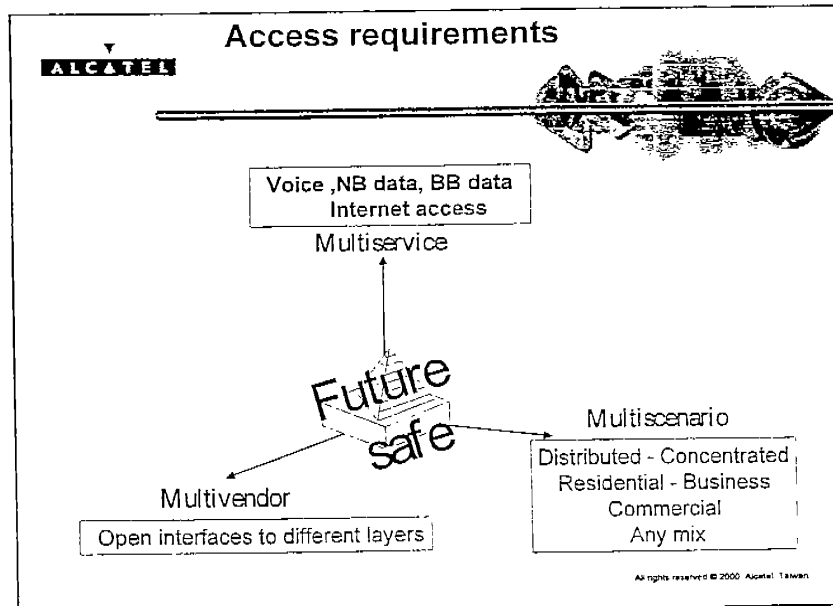 Access requirements
ALCATEL
Voice ,NB data, BB data
Internet access
Multiservice
Future
safe
Multiscenario
Distributed - Concentrated
Residential - Business
Commercial
Any mix
Multivendor
Open interfaces to different layers
All rights reserved © 2000 Alcatel Taiwan